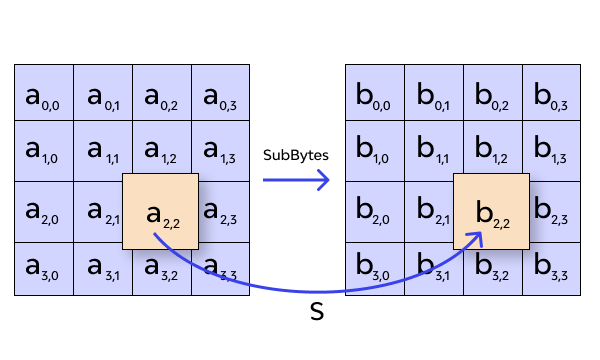 a0,0 a0,1 a0,2 a0,3 b0,0 b0,1 b0,2 b0,3
a1,0 a1,1 a1,2 a1,3 SubBytes b1,0 b1,1 b1,2 b1,3
a2,0 a2,1 a2,2 a2,3 b2,0 b2,1 b2,2 b2,3
a3,0 a3,1 a3,2 a3,3 b3,0 b3,1 b3,2 b3,3
S